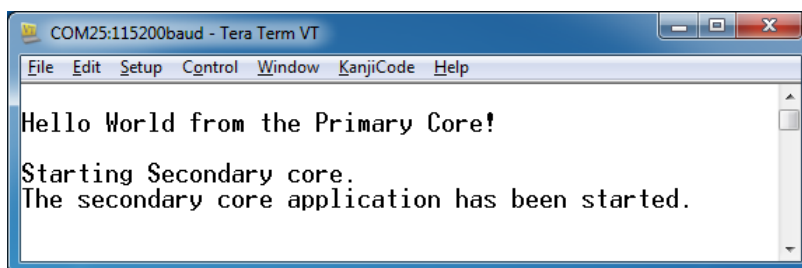 COM25:115200baud - Tera Term VT
File Edit Setup Control Window KanjiCode Help
Hello World from the Primary Core!
Starting Secondary core.
The secondary core application has been started.